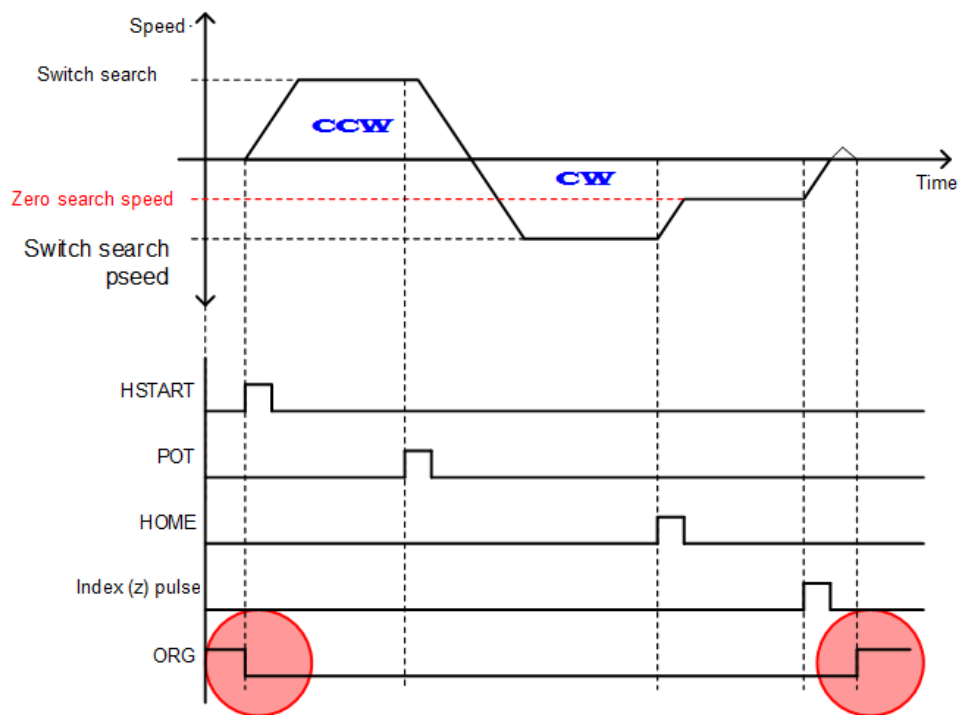 Speed
Switch search
CCW
CW
Time
Zero search speed
Switch search
pseed
HSTART
POT
HOME
Index (z) pulse
ORG